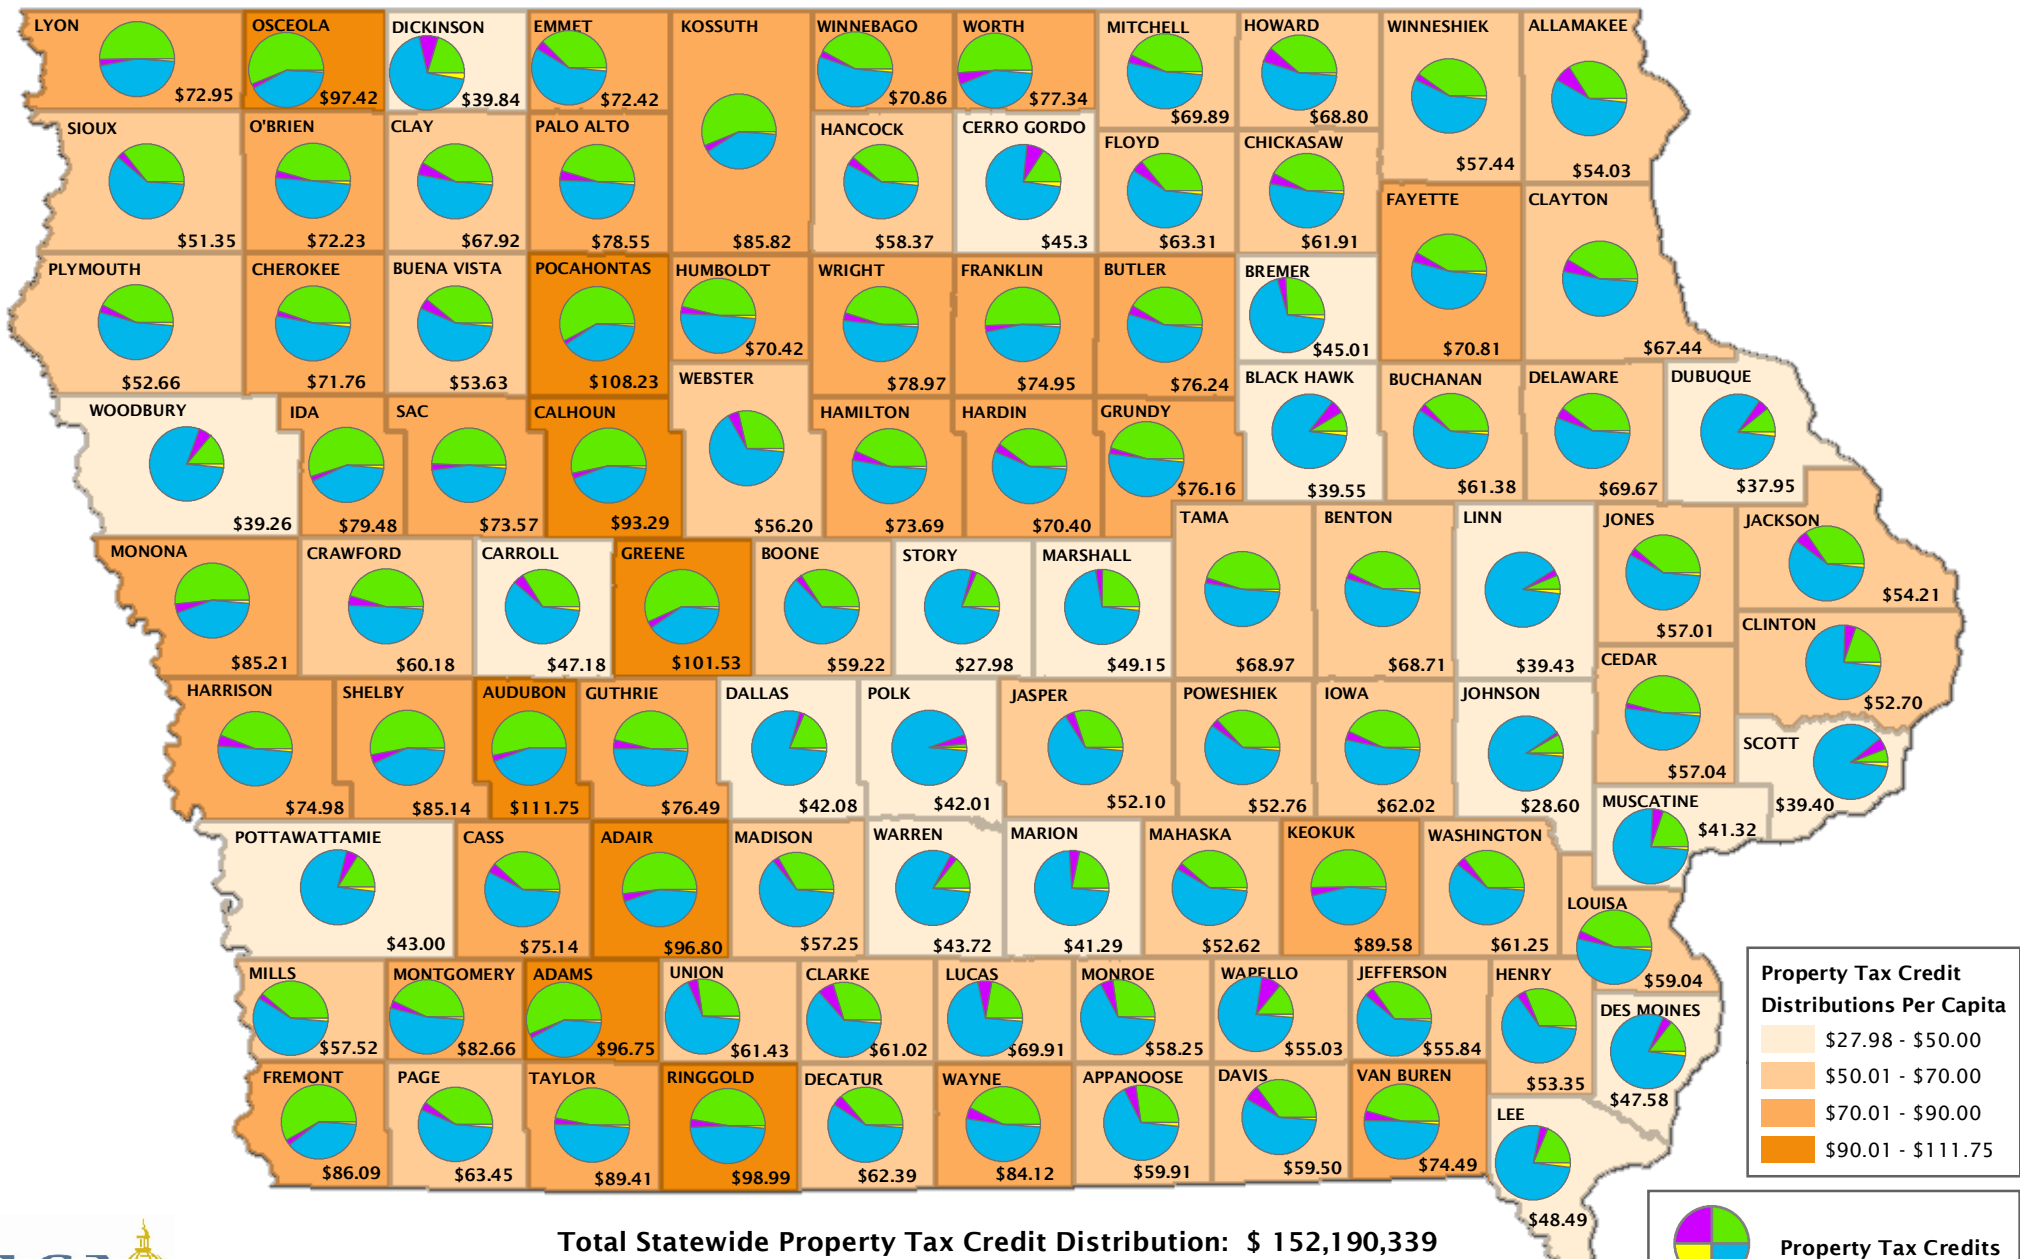 LYON
$72.95
OSCEOLA
$97.42
DICKINSON
$39.84
EMMET
$72.42
KOSSUTH
$85.82
WINNEBAGO
$70.86
WORTH
$77.34
MITCHELL
$69.89
HOWARD
$68.80
WINNESHIEK
$57.44
ALLAMAKEE
$54.03
SIOUX
$51.35
O'BRIEN
$72.23
CLAY
$67.92
PALO ALTO
$78.55
HANCOCK
$58.37
CERRO GORDO
$45.3
FLOYD
$63.31
CHICKASAW
$61.91
FAYETTE
$70.81
CLAYTON
$67.44
PLYMOUTH
$52.66
CHEROKEE
$71.76
BUENA VISTA
$53.63
POCAHONTAS
$108.23
HUMBOLDT
$70.42
WRIGHT
$78.97
FRANKLIN
$74.95
BUTLER
$76.24
BREMER
$45.01
WOODBURY
$39.26
IDA
$79.48
SAC
$73.57
CALHOUN
$93.29
WEBSTER
$56.20
HAMILTON
$73.69
HARDIN
$70.40
GRUNDY
$76.16
BLACK HAWK
$39.55
BUCHANAN
$61.38
DELAWARE
$69.67
DUBUQUE
$37.95
MONONA
$85.21
CRAWFORD
$60.18
CARROLL
$47.18
GREENE
$101.53
BOONE
$59.22
STORY
$27.98
MARSHALL
$49.15
TAMA
$68.97
BENTON
$68.71
LINN
$39.43
JONES
$57.01
JACKSON
$54.21
CLINTON
$52.70
CEDAR
$57.04
HARRISON
$74.98
SHELBY
$85.14
AUDUBON
$111.75
GUTHRIE
$76.49
DALLAS
$42.08
POLK
$42.01
JASPER
$52.10
POWESHIEK
$52.76
IOWA
$62.02
JOHNSON
$28.60
SCOTT
$39.40
MUSCATINE
$41.32
POTTAWATTAMIE
$43.00
CASS
$75.14
ADAIR
$96.80
MADISON
$57.25
WARREN
$43.72
MARION
$41.29
MAHASKA
$52.62
KEOKUK
$89.58
WASHINGTON
$61.25
LOUISA
$59.04
MILLS
$57.52
MONTGOMERY
$82.66
ADAMS
$96.75
UNION
$61.43
CLARKE
$61.02
LUCAS
$69.91
MONROE
$58.25
WAPELLO
$55.03
JEFFERSON
$55.84
HENRY
$53.35
DES MOINES
$47.58
FREMONT
$86.09
PAGE
$63.45
TAYLOR
$89.41
RINGGOLD
$98.99
DECATUR
$62.39
WAYNE
$84.12
APPANOOSE
$59.91
DAVIS
$59.50
VAN BUREN
$74.49
LEE
$48.49
Property Tax Credit
Distributions Per Capita
$27.98 - $50.00
$50.01 - $70.00
$70.01 - $90.00
$90.01 - $111.75
Total Statewide Property Tax Credit Distribution: $ 152,190,339
Property Tax Credits